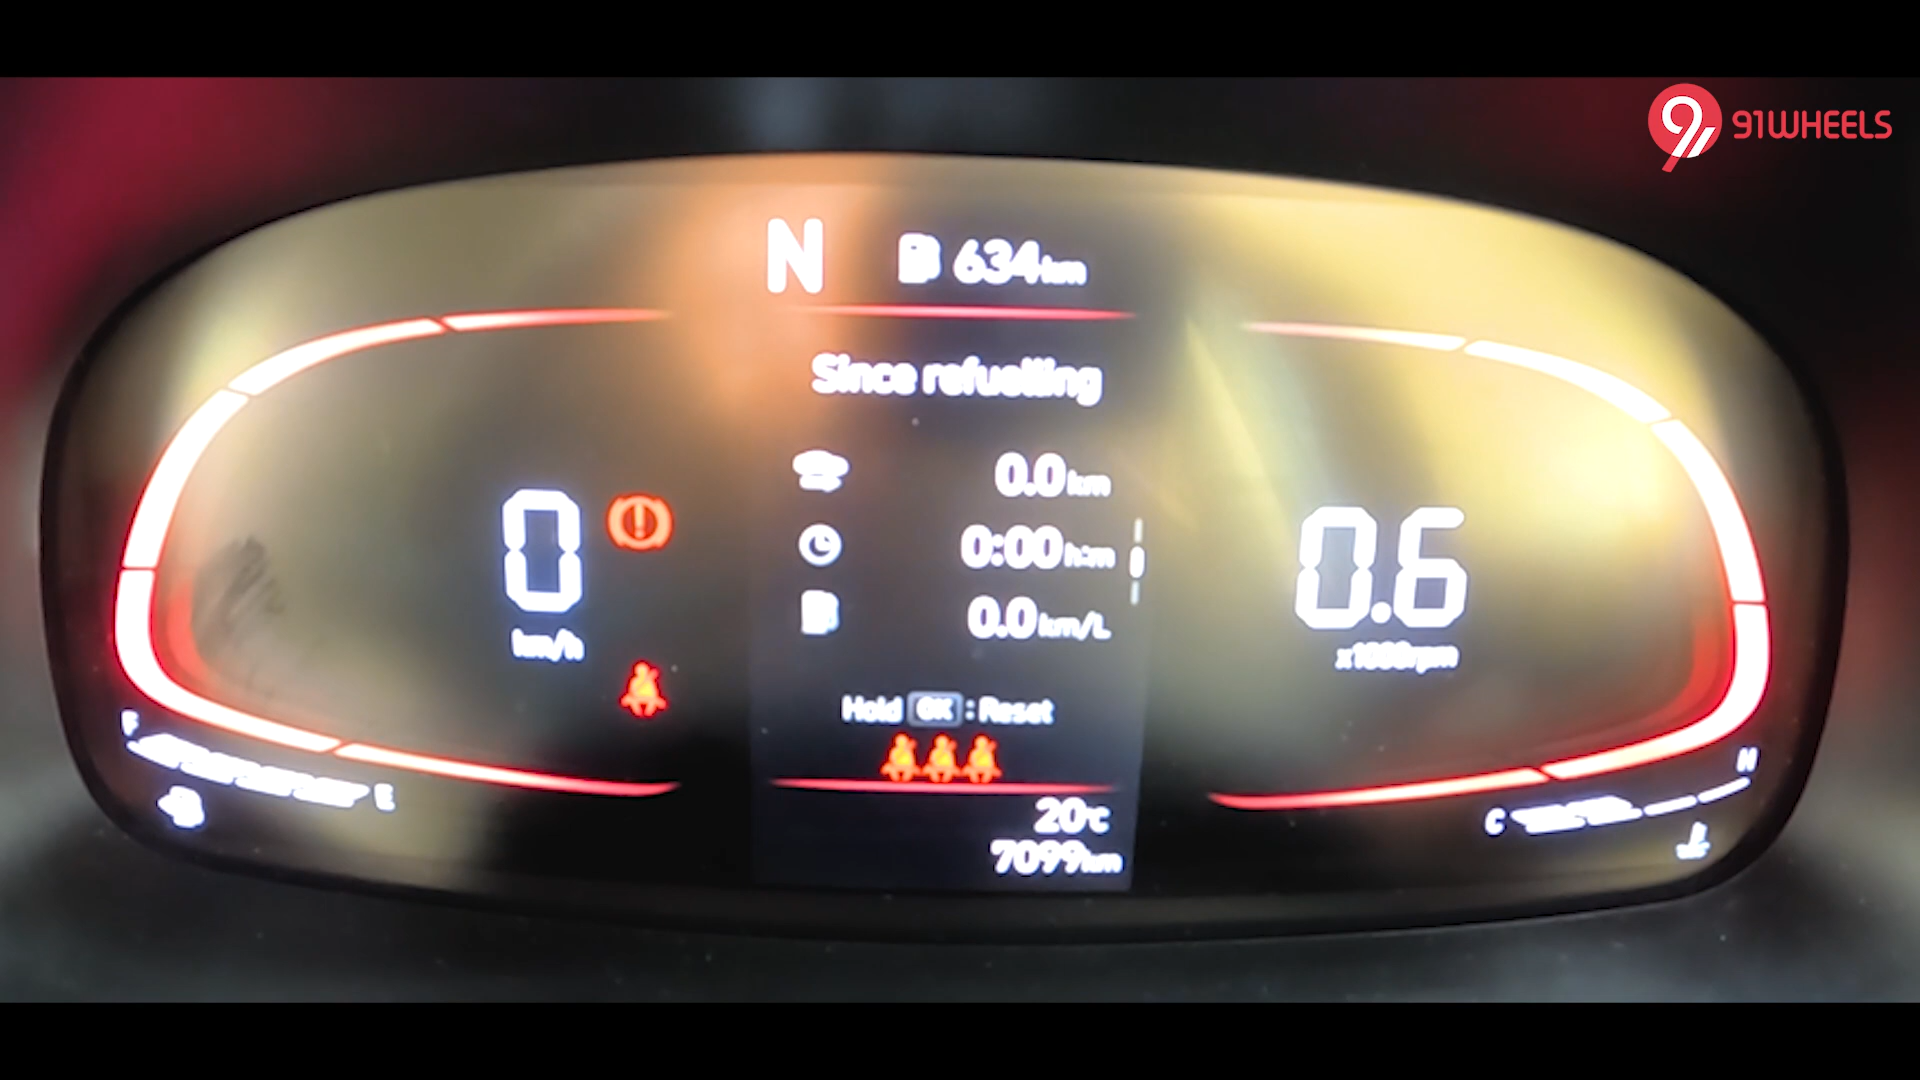 91WHEELS
N 634km
Since refuelling
0.0km
0:00h:m
0.0km/L
0
km/h
0.6
x1000rpm
Hold OK : Reset
F
E
20°C
7099km
C
H